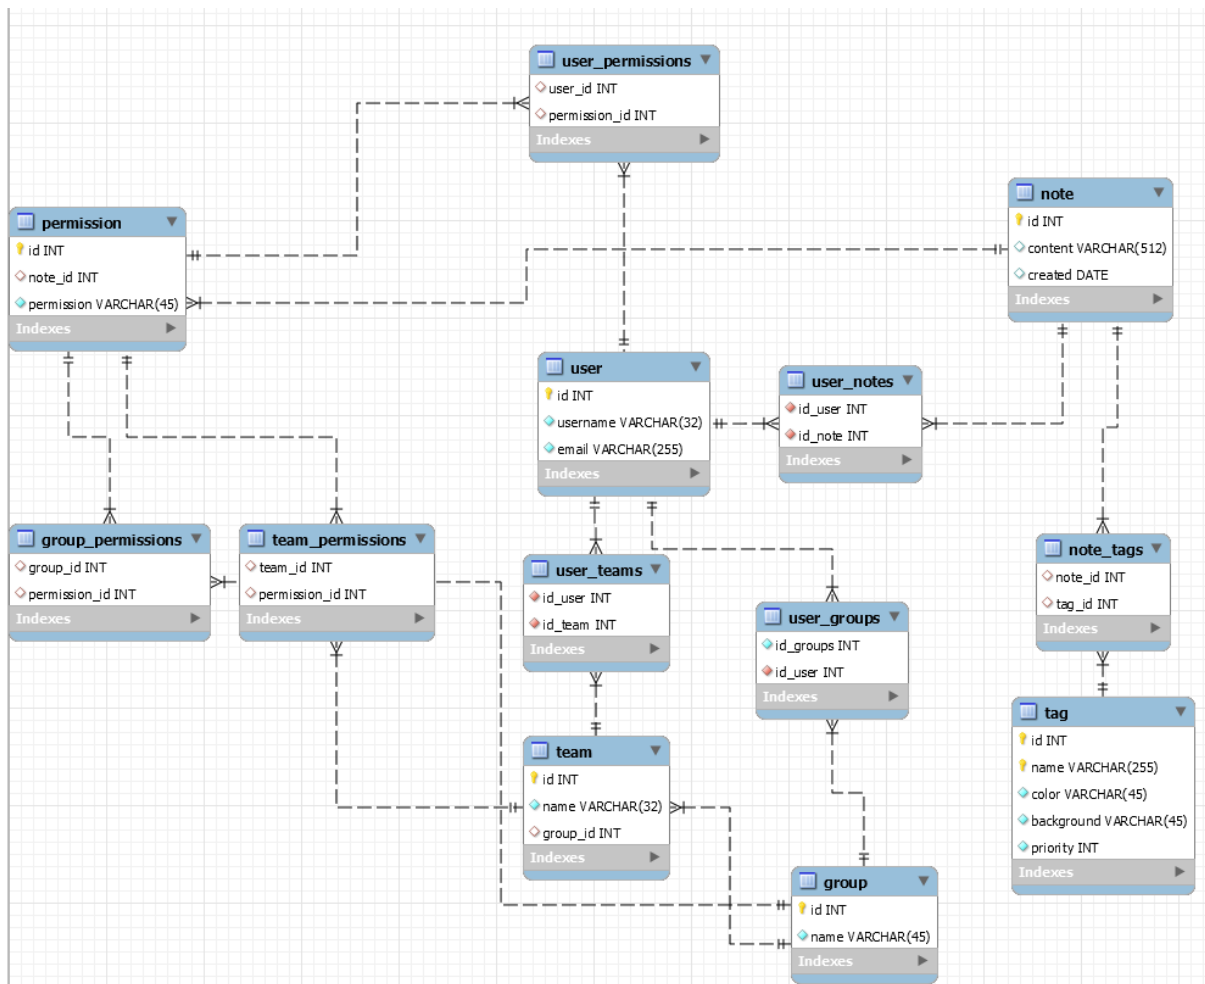 user_permissions
user_id INT
permission_id INT
Indexes
permission
id INT
note_id INT
permission VARCHAR(45)
Indexes
note
id INT
content VARCHAR(512)
created DATE
Indexes
user
id INT
username VARCHAR(32)
email VARCHAR(255)
Indexes
user_notes
id_user INT
id_note INT
Indexes
group_permissions
group_id INT
permission_id INT
Indexes
team_permissions
team_id INT
permission_id INT
Indexes
user_teams
id_user INT
id_team INT
Indexes
user_groups
id_groups INT
id_user INT
Indexes
note_tags
note_id INT
tag_id INT
Indexes
team
id INT
name VARCHAR(32)
group_id INT
Indexes
tag
id INT
name VARCHAR(255)
color VARCHAR(45)
background VARCHAR(45)
priority INT
Indexes
group
id INT
name VARCHAR(45)
Indexes